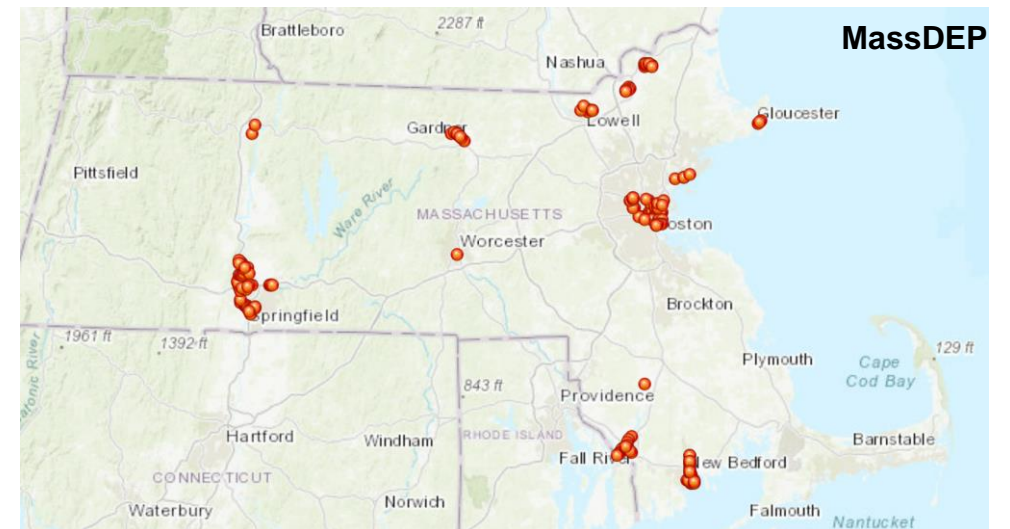 MassDEP
Brattleboro
2287 ft
Nashua
Gardner
Lowell
Gloucester
Pittsfield
Ware River
MASSACHUSETTS
Worcester
oston
Brockton
Springfield
1961 ft
1392 ft
129 ft
Plymouth
Cape
Cod Bay
843 ft
Providence
Hartford
Windham
RHODE ISLAND
Fall River
New Bedford
Barnstable
CONNECTICUT
Waterbury
Norwich
Falmouth
Nantucket